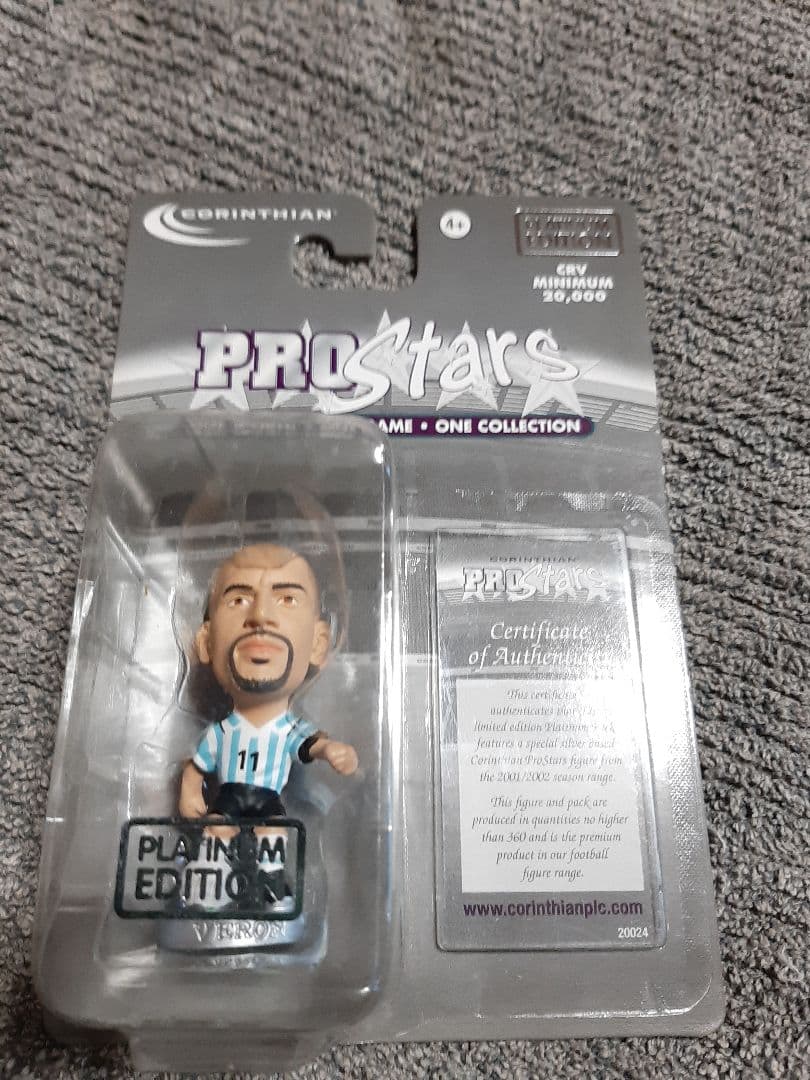 CORINTHIAN
4+
PLATINUM
EDITION
CRV
MINIMUM
20,000
PROStars
AME • ONE COLLECTION
CORINTHIAN
PROStars
Certificate
of Authentici
This certificate
authenticates that
limited edition Platinum
features a special silver based
Corinthian ProStars figure from
the 2001/2002 season range.
This figure and pack are
produced in quantities no higher
than 360 and is the premium
product in our football
figure range.
www.corinthianplc.com
20024
11
PLATINUM
EDITION
VERON